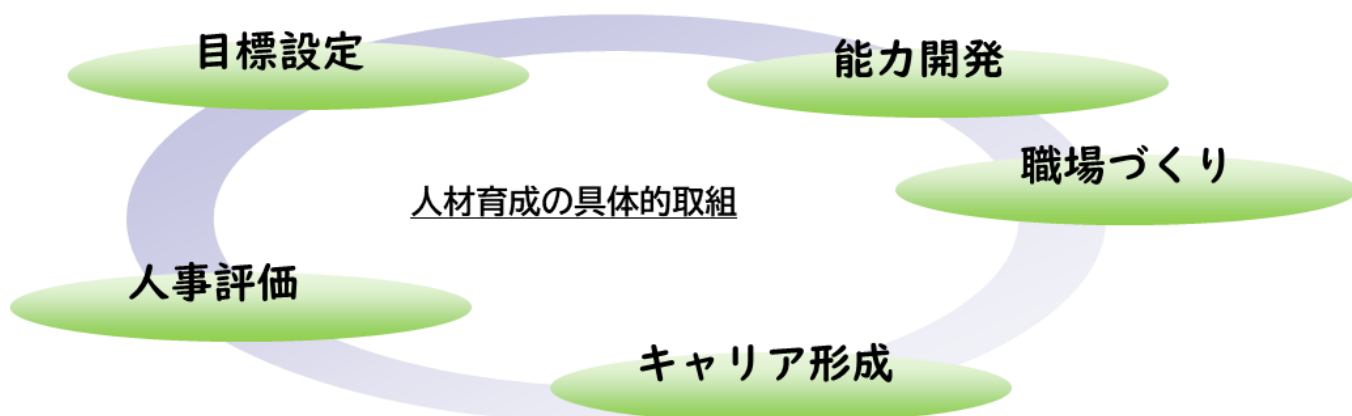 目標設定
能力開発
職場づくり
人材育成の具体的取組
人事評価
キャリア形成